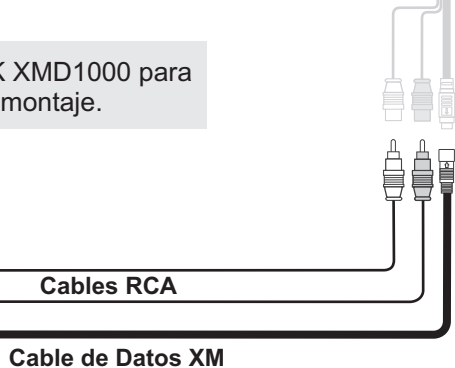 XMD1000 para
montaje.
Cables RCA
Cable de Datos XM